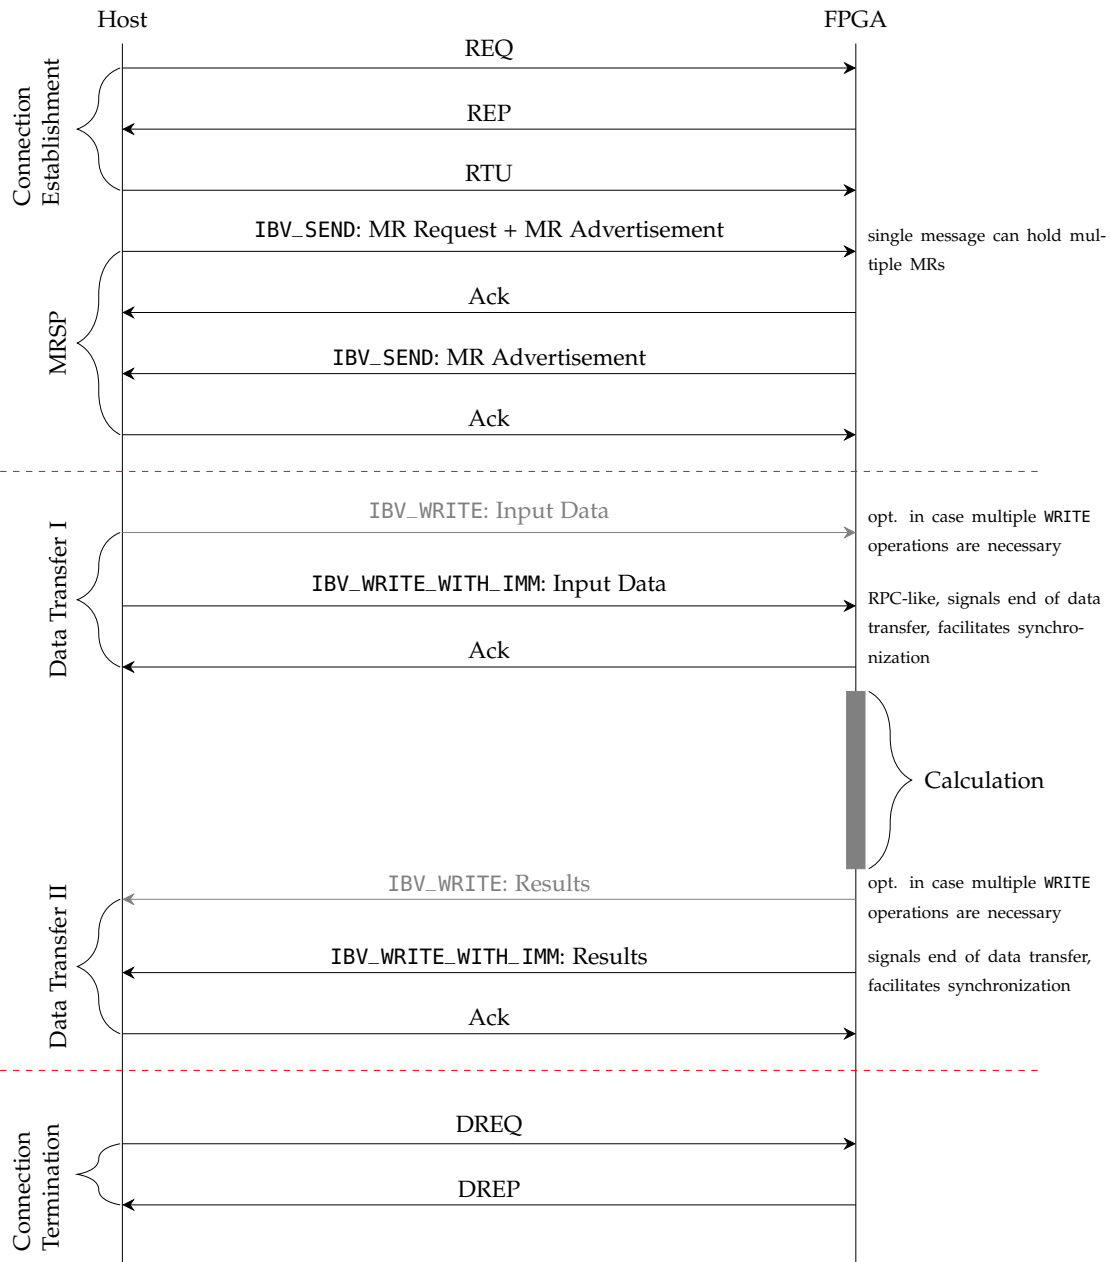 Host
FPGA
Connection
Establishment
REQ
REP
RTU
MRSP
IBV_SEND: MR Request + MR Advertisement
single message can hold mul-
tiple MRs
Ack
IBV_SEND: MR Advertisement
Ack
Data Transfer I
IBV_WRITE: Input Data
opt. in case multiple WRITE
operations are necessary
IBV_WRITE_WITH_IMM: Input Data
RPC-like, signals end of data
transfer, facilitates synchro-
nization
Ack
Calculation
Data Transfer II
IBV_WRITE: Results
opt. in case multiple WRITE
operations are necessary
IBV_WRITE_WITH_IMM: Results
signals end of data transfer,
facilitates synchronization
Ack
Connection
Termination
DREQ
DREP